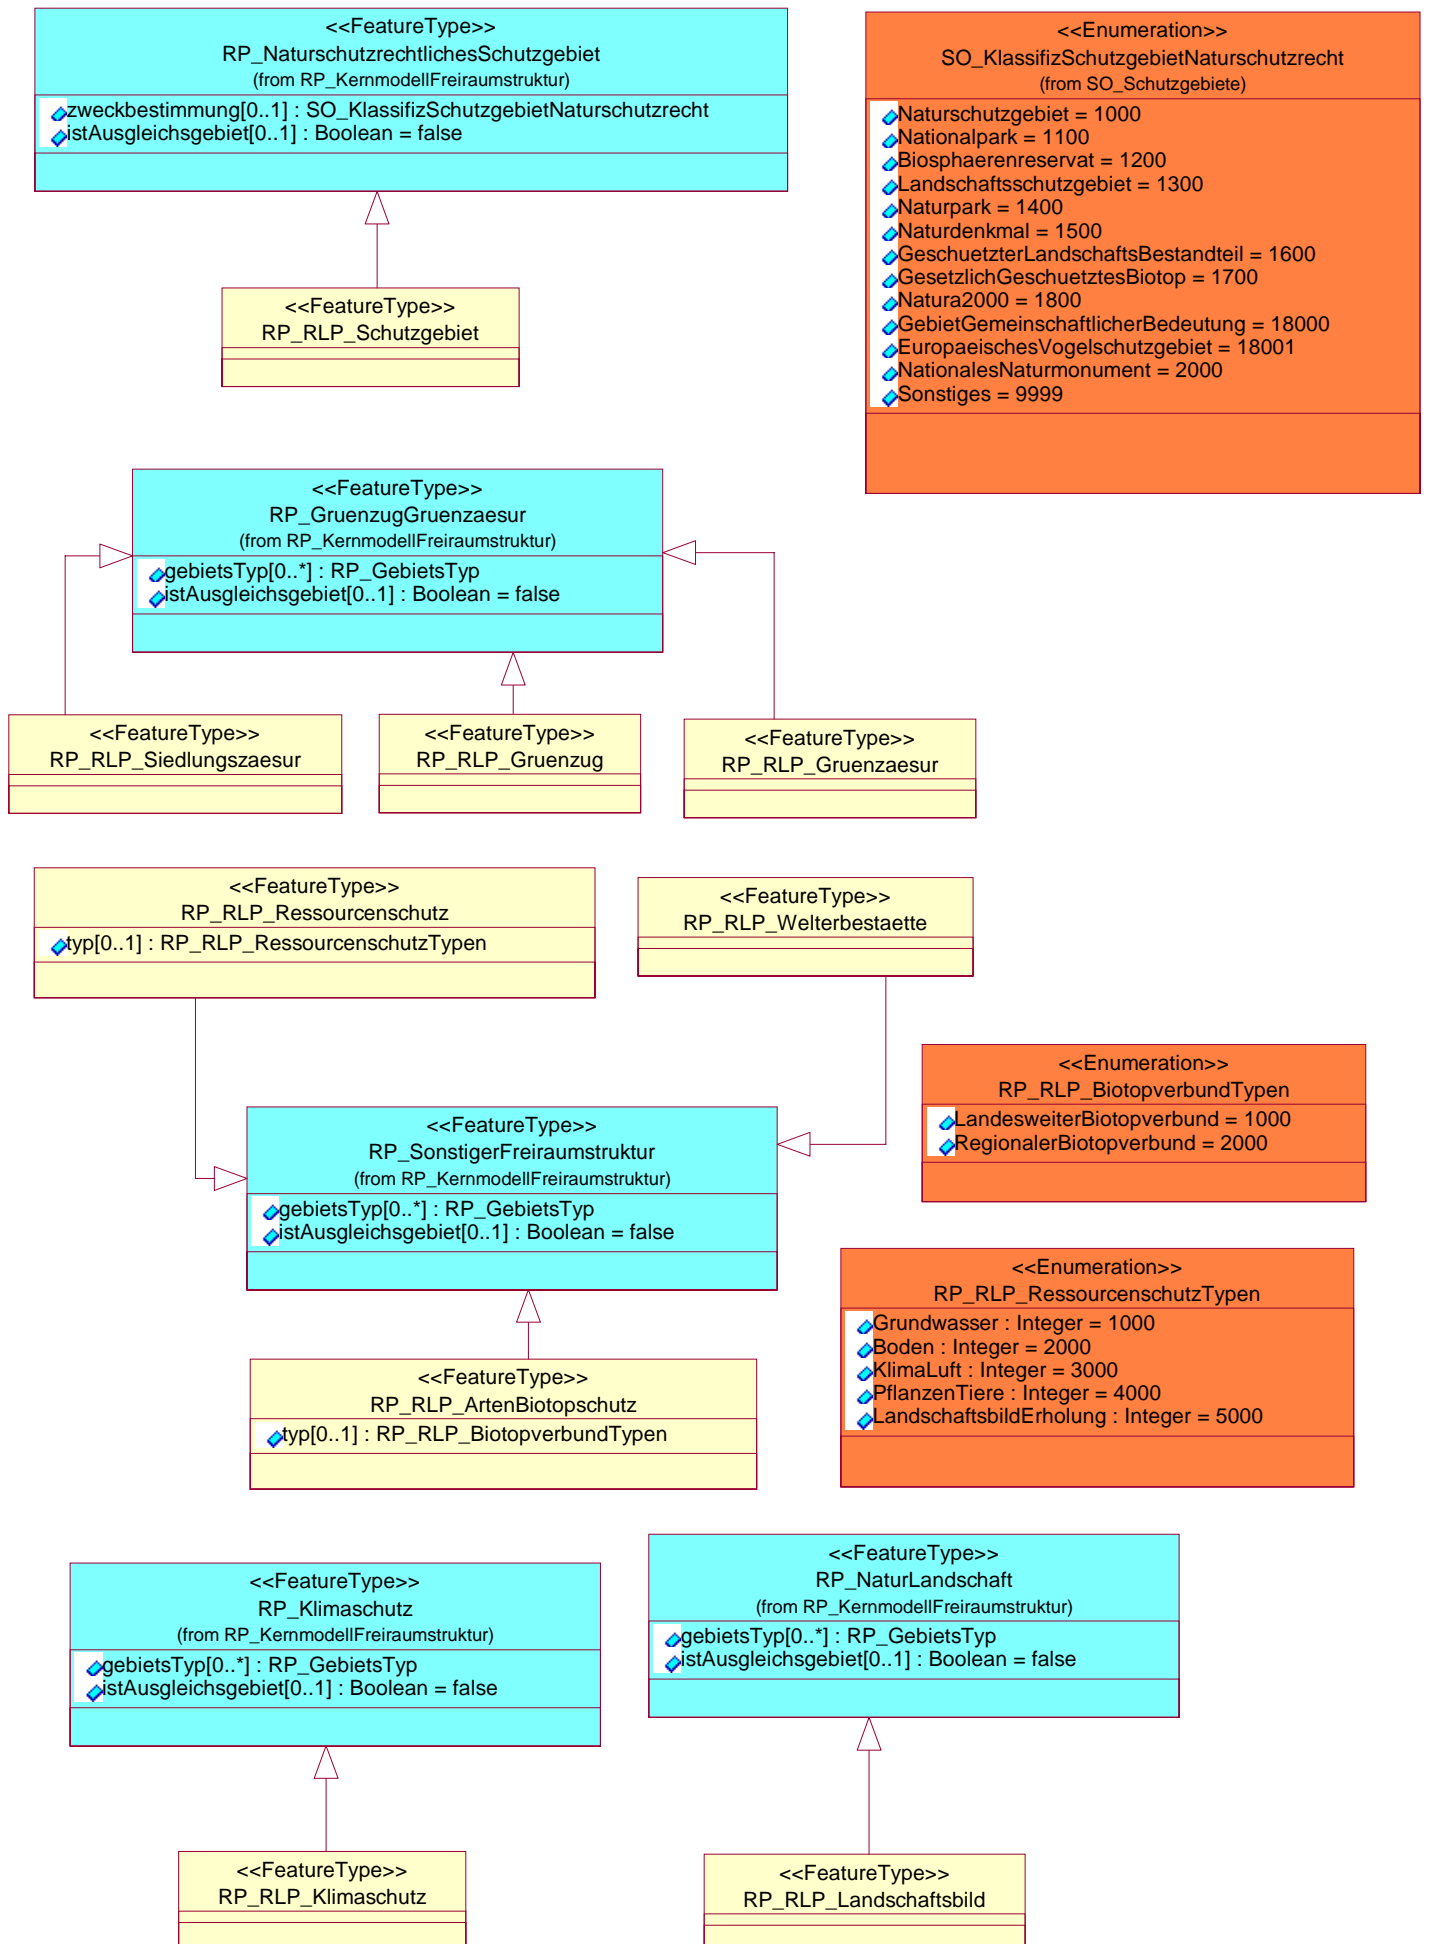 <<FeatureType>>
RP_NaturschutzrechtlichesSchutzgebiet
(from RP_KernmodellFreiraumstruktur)
zweckbestimmung[0..1] : SO_KlassifizSchutzgebietNaturschutzrecht
istAusgleichsgebiet[0..1] : Boolean = false
<<Enumeration>>
SO_KlassifizSchutzgebietNaturschutzrecht
(from SO_Schutzgebiete)
Naturschutzgebiet = 1000
Nationalpark = 1100
Biosphaerenreservat = 1200
Landschaftsschutzgebiet = 1300
Naturpark = 1400
Naturdenkmal = 1500
GeschuetzterLandschaftsBestandteil = 1600
GesetzlichGeschuetztesBiotop = 1700
Natura2000 = 1800
GebietGemeinschaftlicherBedeutung = 18000
EuropaeischesVogelschutzgebiet = 18001
NationalesNaturmonument = 2000
Sonstiges = 9999
<<FeatureType>>
RP_RLP_Schutzgebiet
<<FeatureType>>
RP_GruenzugGruenzaesur
(from RP_KernmodellFreiraumstruktur)
gebietsTyp[0..*] : RP_GebietsTyp
istAusgleichsgebiet[0..1] : Boolean = false
<<FeatureType>>
RP_RLP_Siedlungszaesur
<<FeatureType>>
RP_RLP_Gruenzug
<<FeatureType>>
RP_RLP_Gruenzaesur
<<FeatureType>>
RP_RLP_Ressourcenschutz
typ[0..1] : RP_RLP_RessourcenschutzTypen
<<FeatureType>>
RP_RLP_Welterbestaette
<<Enumeration>>
RP_RLP_BiotopverbundTypen
LandesweiterBiotopverbund = 1000
RegionalerBiotopverbund = 2000
<<FeatureType>>
RP_SonstigerFreiraumstruktur
(from RP_KernmodellFreiraumstruktur)
gebietsTyp[0..*] : RP_GebietsTyp
istAusgleichsgebiet[0..1] : Boolean = false
<<Enumeration>>
RP_RLP_RessourcenschutzTypen
Grundwasser : Integer = 1000
Boden : Integer = 2000
KlimaLuft : Integer = 3000
PflanzenTiere : Integer = 4000
LandschaftsbildErholung : Integer = 5000
<<FeatureType>>
RP_RLP_ArtenBiotopschutz
typ[0..1] : RP_RLP_BiotopverbundTypen
<<FeatureType>>
RP_Klimaschutz
(from RP_KernmodellFreiraumstruktur)
gebietsTyp[0..*] : RP_GebietsTyp
istAusgleichsgebiet[0..1] : Boolean = false
<<FeatureType>>
RP_NaturLandschaft
(from RP_KernmodellFreiraumstruktur)
gebietsTyp[0..*] : RP_GebietsTyp
istAusgleichsgebiet[0..1] : Boolean = false
<<FeatureType>>
RP_RLP_Klimaschutz
<<FeatureType>>
RP_RLP_Landschaftsbild